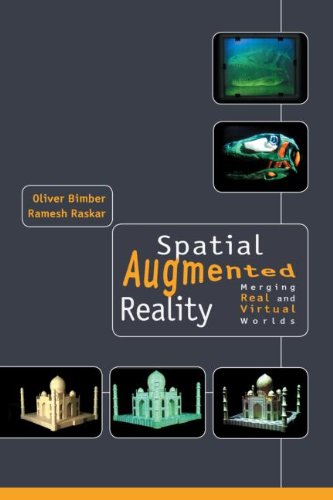 Oliver Bimber
Ramesh Raskar
Spatial
Augmented
Reality
Merging
Real and
Virtual
Worlds